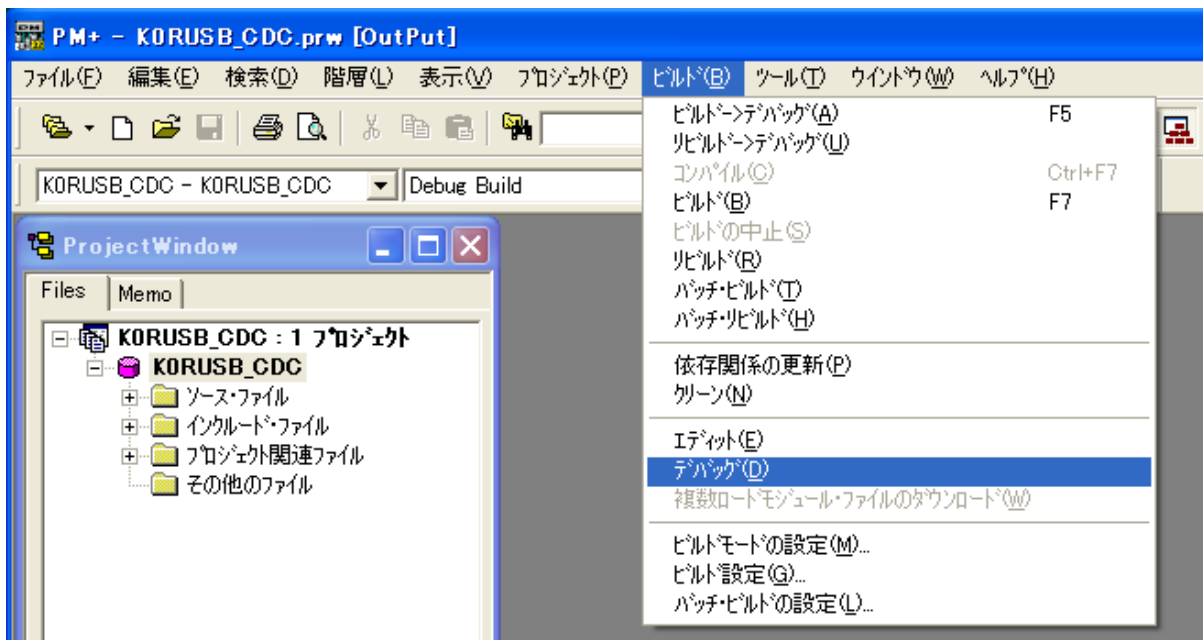 PM+ - K0RUSB_CDC.prw [OutPut]
ﾌｧｲﾙ(F) 編集(E) 検索(D) 階層(L) 表示(V) ﾌﾟﾛｼﾞｪｸﾄ(P) ﾋﾞﾙﾄﾞ(B) ﾂｰﾙ(T) ｳｲﾝﾄﾞｳ(W) ﾍﾙﾌﾟ(H)
K0RUSB_CDC - K0RUSB_CDC Debug Build
ﾋﾞﾙﾄﾞ->ﾃﾞﾊﾞｯｸﾞ(A) F5
ﾘﾋﾞﾙﾄﾞ->ﾃﾞﾊﾞｯｸﾞ(U)
ｺﾝﾊﾟｲﾙ(C) Ctrl+F7
ﾋﾞﾙﾄﾞ(B) F7
ﾋﾞﾙﾄﾞの中止(S)
ﾘﾋﾞﾙﾄﾞ(R)
ﾊﾞｯﾁ･ﾋﾞﾙﾄﾞ(T)
ﾊﾞｯﾁ･ﾘﾋﾞﾙﾄﾞ(H)
依存関係の更新(P)
ｸﾘｰﾝ(N)
ｴﾃﾞｨｯﾄ(E)
ﾃﾞﾊﾞｯｸﾞ(D)
複数ﾛｰﾄﾞﾓｼﾞｭｰﾙ･ﾌｧｲﾙのﾀﾞｳﾝﾛｰﾄﾞ(W)
ﾋﾞﾙﾄﾞﾓｰﾄﾞの設定(M)...
ﾋﾞﾙﾄﾞ設定(G)...
ﾊﾞｯﾁ･ﾋﾞﾙﾄﾞの設定(L)...
ProjectWindow
Files Memo
K0RUSB_CDC : 1 ﾌﾟﾛｼﾞｪｸﾄ
K0RUSB_CDC
ｿｰｽ･ﾌｧｲﾙ
ｲﾝｸﾙｰﾄﾞ･ﾌｧｲﾙ
ﾌﾟﾛｼﾞｪｸﾄ関連ﾌｧｲﾙ
その他のﾌｧｲﾙ